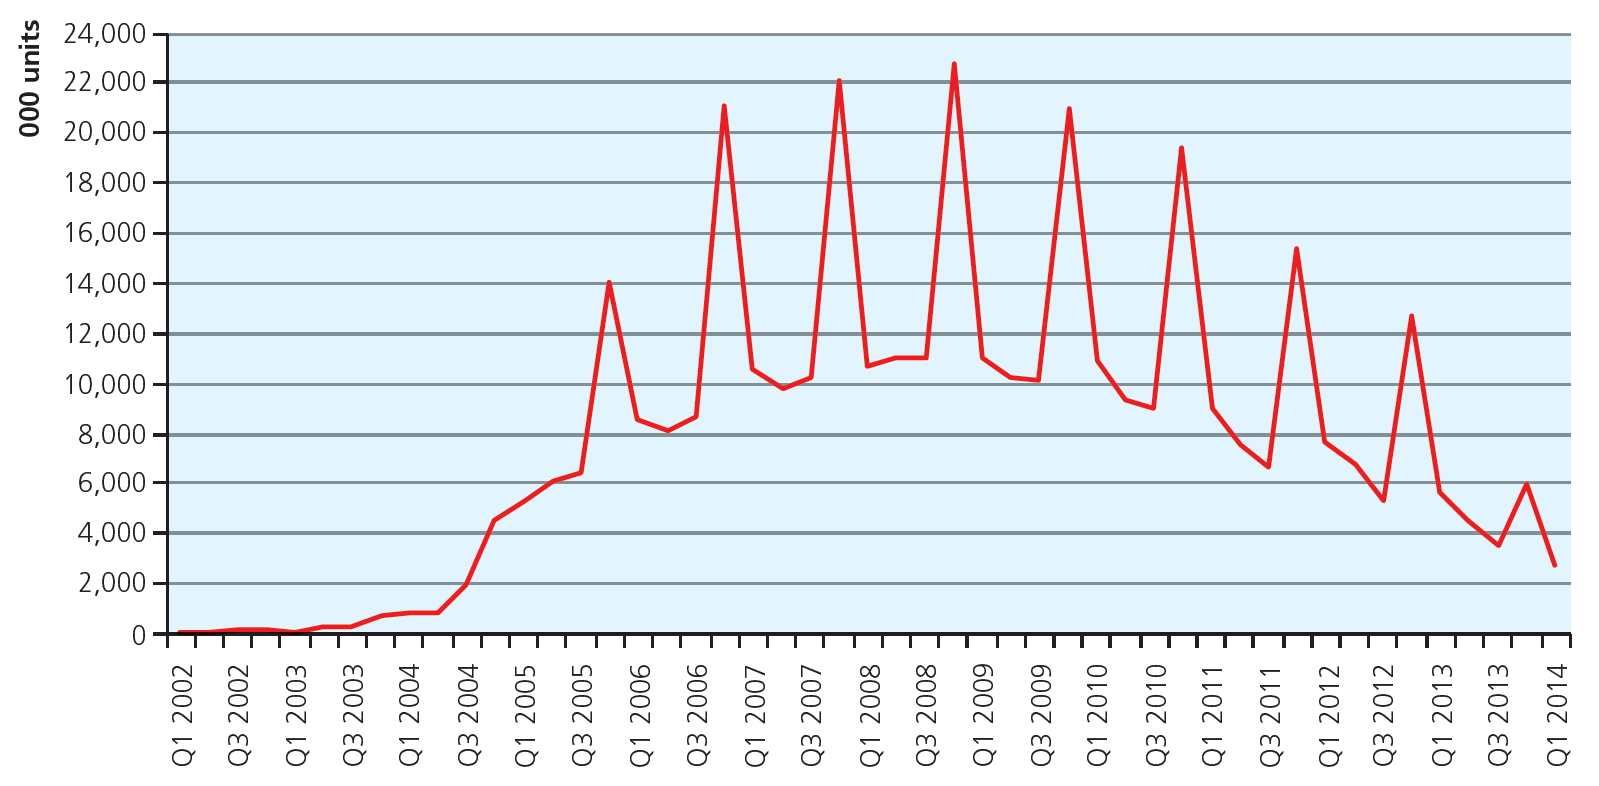 000 units
24,000
22,000
20,000
18,000
16,000
14,000
12,000
10,000
8,000
6,000
4,000
2,000
0
Q1 2002
Q3 2002
Q1 2003
Q3 2003
Q1 2004
Q3 2004
Q1 2005
Q3 2005
Q1 2006
Q3 2006
Q1 2007
Q3 2007
Q1 2008
Q3 2008
Q1 2009
Q3 2009
Q1 2010
Q3 2010
Q1 2011
Q3 2011
Q1 2012
Q3 2012
Q1 2013
Q3 2013
Q1 2014